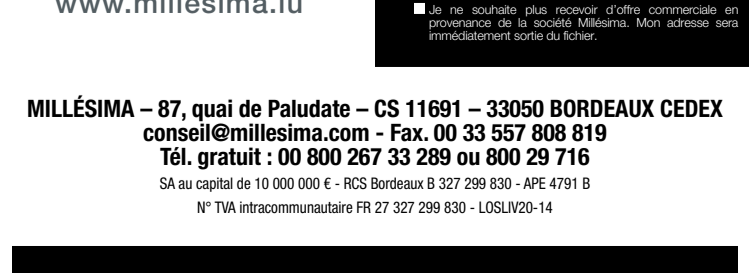 www.millesima.lu
Je ne souhaite plus recevoir d'offre commerciale en
provenance de la société Millésima. Mon adresse sera
immédiatement sortie du fichier.
MILLÉSIMA – 87, quai de Paludate – CS 11691 – 33050 BORDEAUX CEDEX
conseil@millesima.com - Fax. 00 33 557 808 819
Tél. gratuit : 00 800 267 33 289 ou 800 29 716
SA au capital de 10 000 000 € - RCS Bordeaux B 327 299 830 - APE 4791 B
N° TVA intracommunautaire FR 27 327 299 830 - LOSLIV20-14